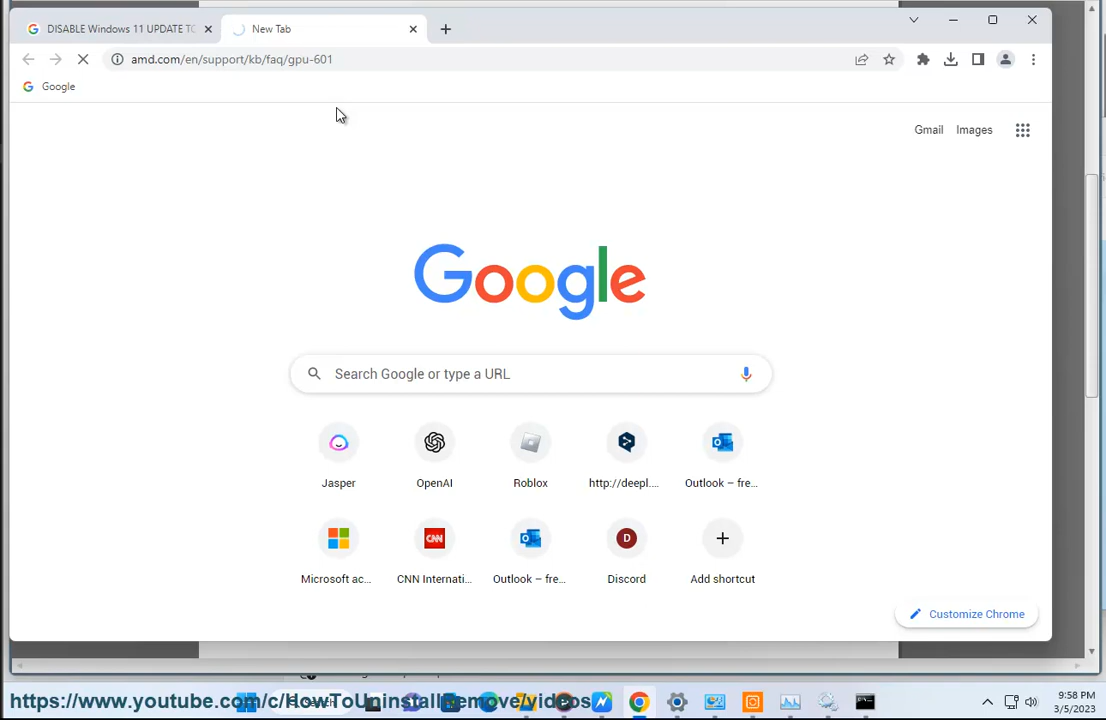 DISABLE Windows 11 UPDATE TO
New Tab
amd.com/en/support/kb/faq/gpu-601
Google
Gmail Images
Google
Search Google or type a URL
Jasper OpenAI Roblox http://deepl.... Outlook – fre...
Microsoft ac... CNN Internati... Outlook – fre... D Discord Add shortcut
Customize Chrome
https://www.youtube.com/c/HowToUninstallRemove/videos
9:58 PM
3/5/2023